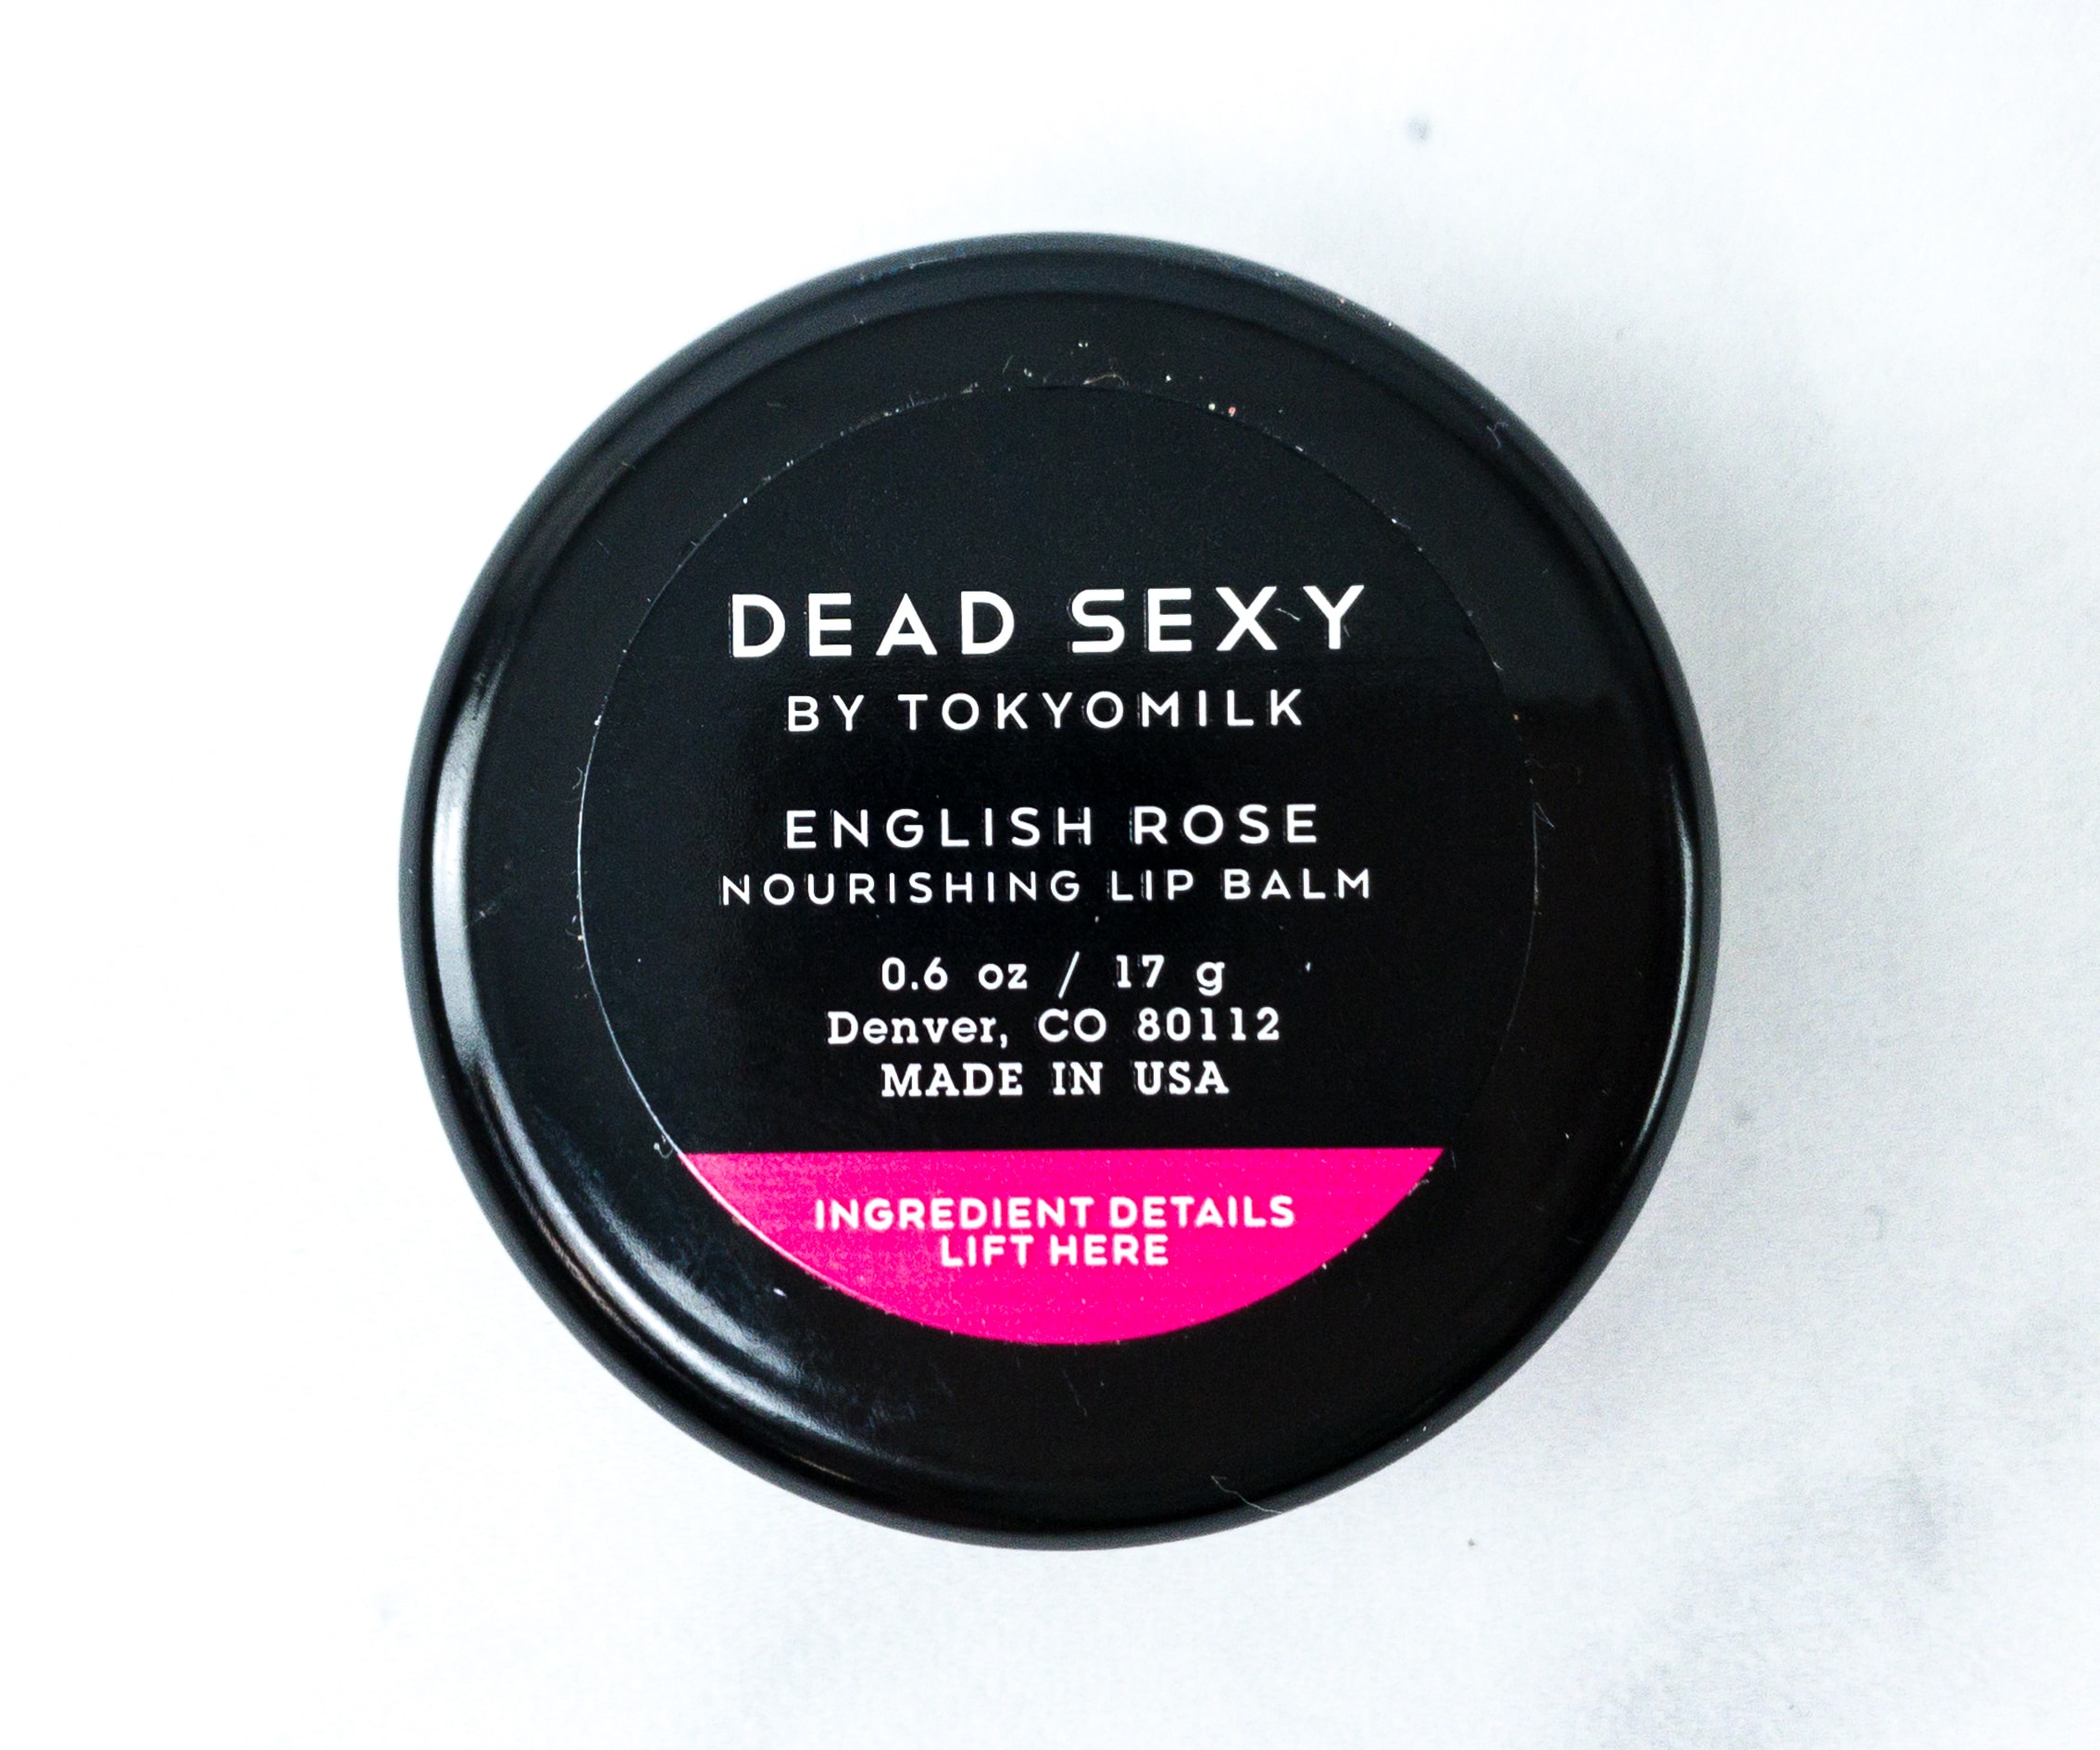 DEAD SEXY
BY TOKYOMILK
ENGLISH ROSE
NOURISHING LIP BALM
0.6 oz / 17 g
Denver, CO 80112
MADE IN USA
INGREDIENT DETAILS
LIFT HERE